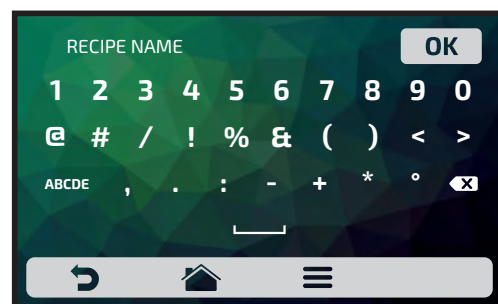 RECIPE NAME OK
1 2 3 4 5 6 7 8 9 0
@ # / ! % & ( ) < >
ABCDE , . : - + * °